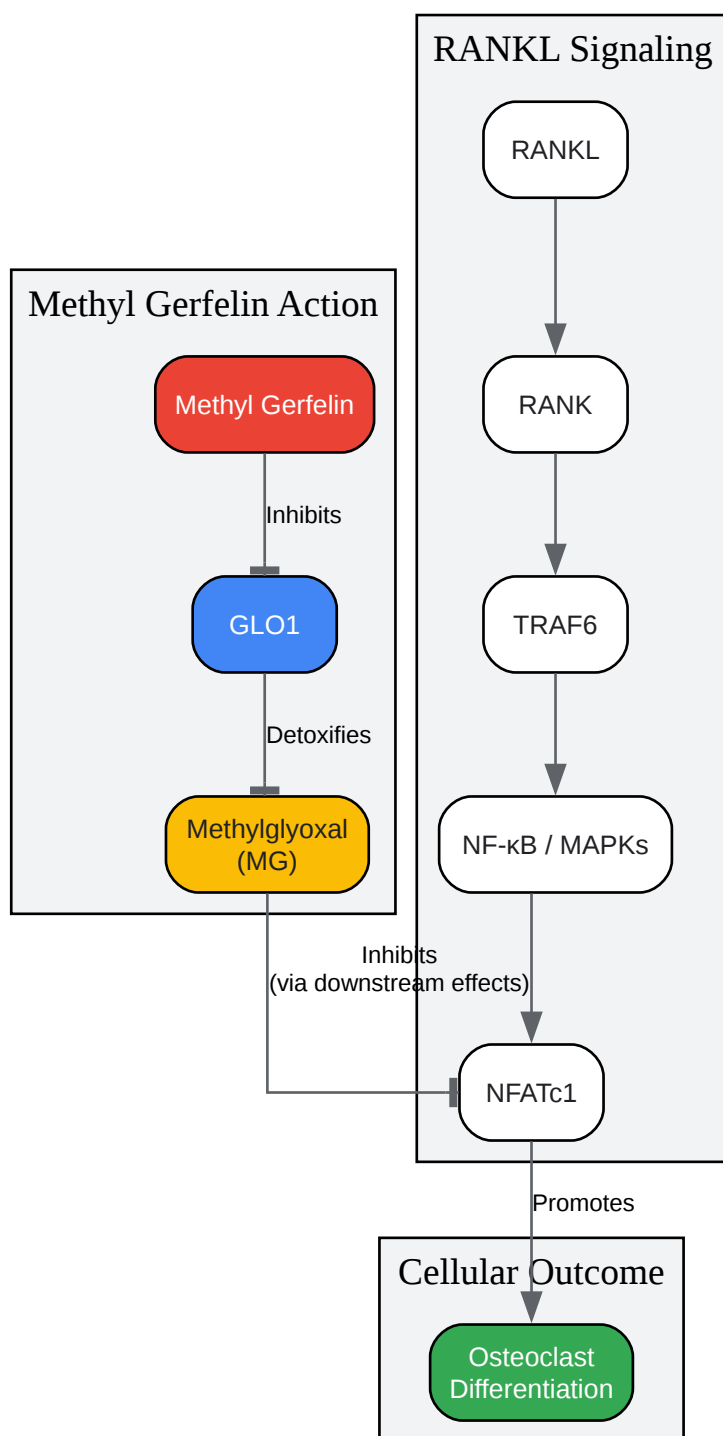 RANKL Signaling
RANKL
RANK
TRAF6
NF-κB / MAPKs
NFATc1
Methyl Gerfelin Action
Methyl Gerfelin
Inhibits
GLO1
Detoxifies
Methylglyoxal
(MG)
Inhibits
(via downstream effects)
Promotes
Cellular Outcome
Osteoclast
Differentiation